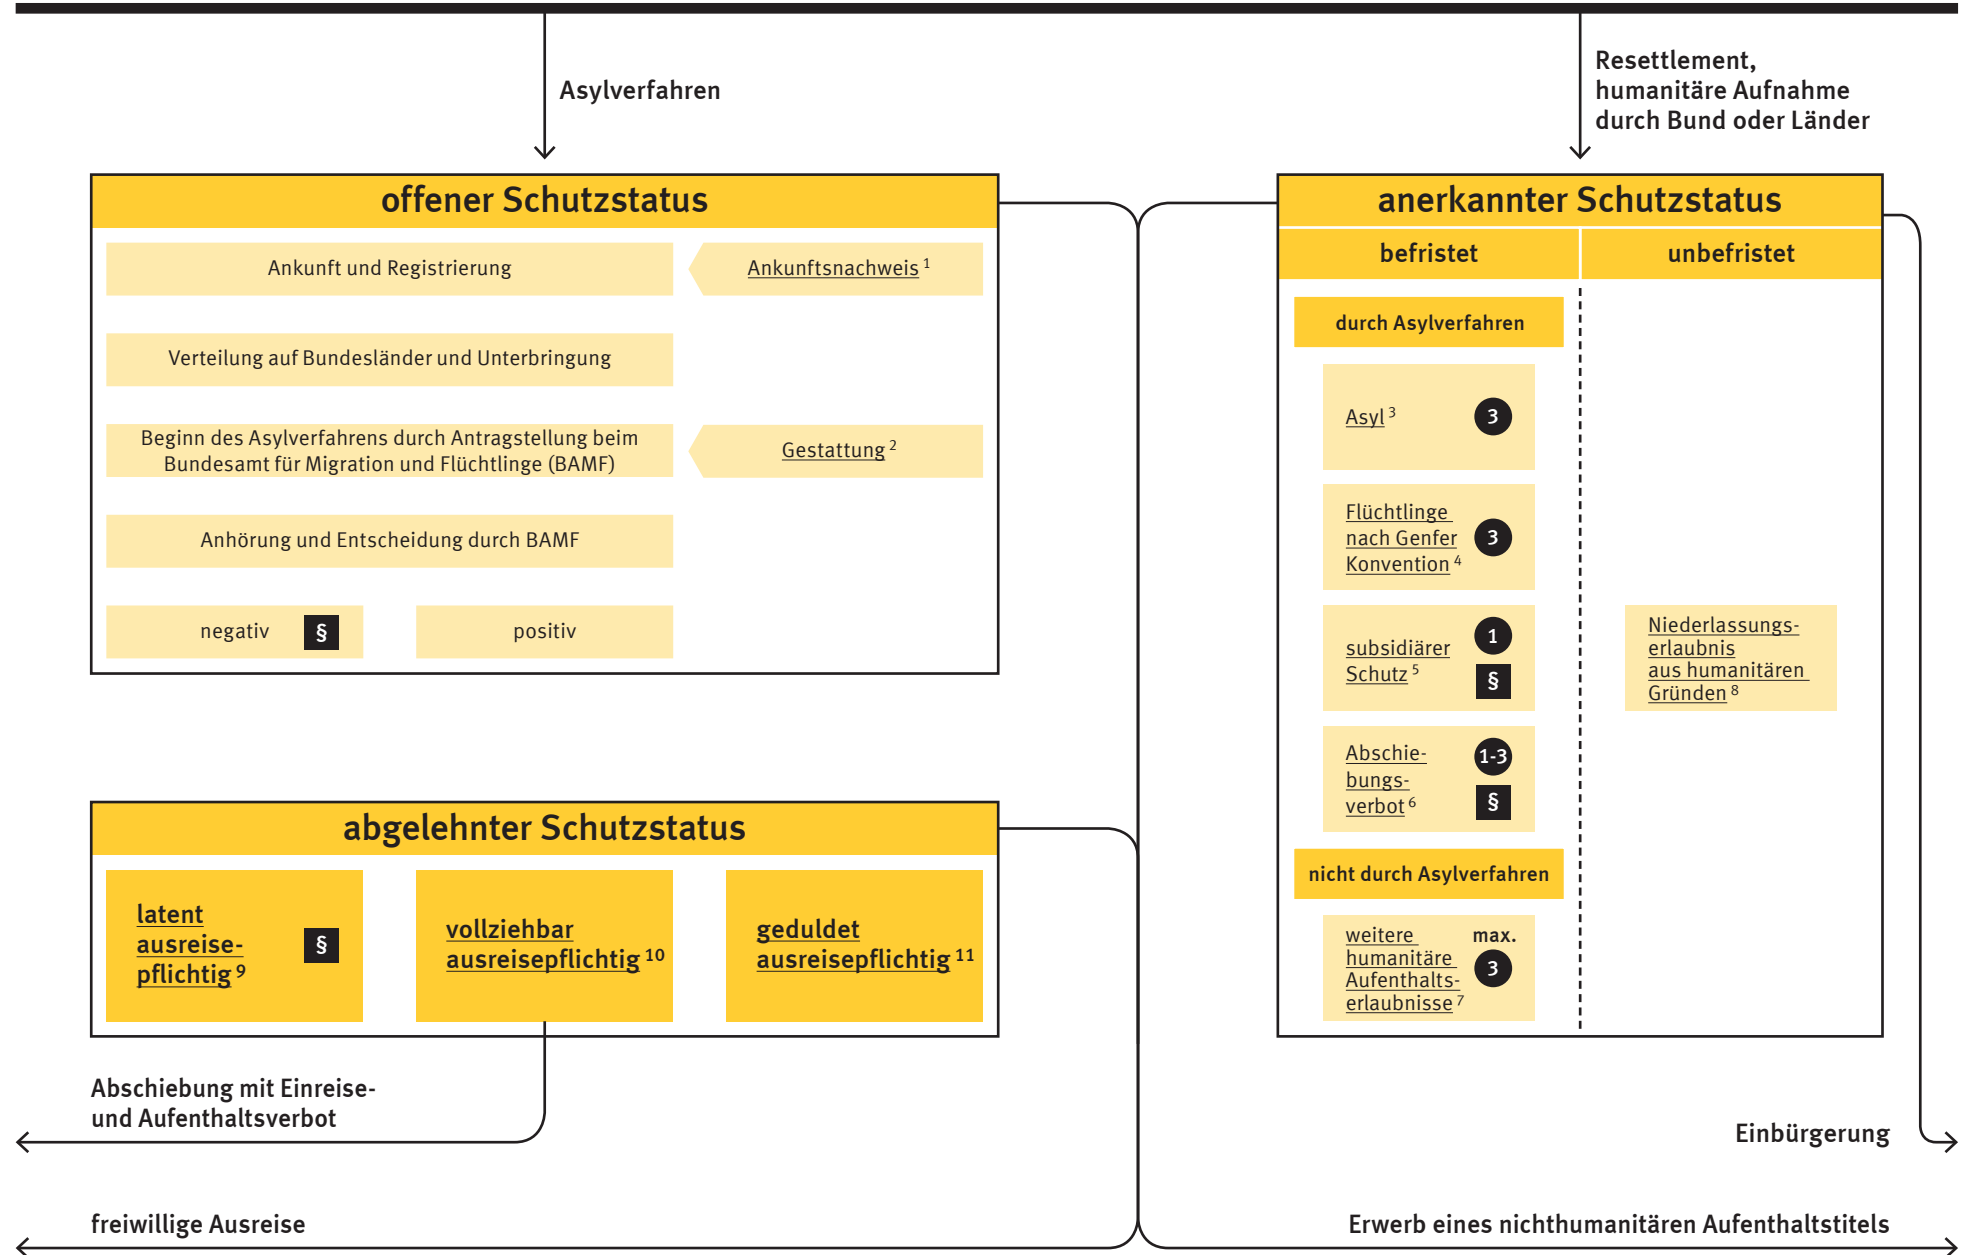 Asylverfahren
Resettlement,
humanitäre Aufnahme
durch Bund oder Länder
offener Schutzstatus
Ankunft und Registrierung
Ankunftsnachweis 1
Verteilung auf Bundesländer und Unterbringung
Beginn des Asylverfahrens durch Antragstellung beim
Bundesamt für Migration und Flüchtlinge (BAMF)
Gestattung 2
Anhörung und Entscheidung durch BAMF
negativ §
positiv
anerkannter Schutzstatus
befristet
unbefristet
durch Asylverfahren
Asyl 3
3
Flüchtlinge
nach Genfer
Konvention 4
3
subsidiärer
Schutz 5
1
§
Abschie-
bungs-
verbot 6
1-3
§
nicht durch Asylverfahren
weitere
humanitäre
Aufenthalts-
erlaubnisse 7
max.
3
Niederlassungs-
erlaubnis
aus humanitären
Gründen 8
abgelehnter Schutzstatus
latent
ausreise-
pflichtig 9
§
vollziehbar
ausreisepflichtig 10
geduldet
ausreisepflichtig 11
Abschiebung mit Einreise-
und Aufenthaltsverbot
Einbürgerung
freiwillige Ausreise
Erwerb eines nichthumanitären Aufenthaltstitels